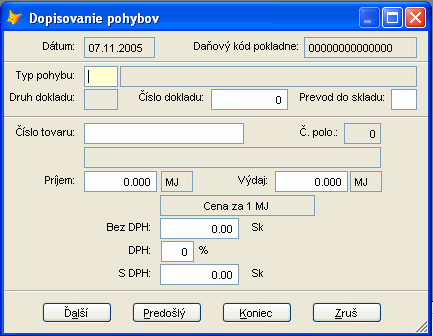 Dopisovanie pohybov
Dátum: 07.11.2005 Daňový kód pokladne: 00000000000000
Typ pohybu:
Druh dokladu: Číslo dokladu: 0 Prevod do skladu:
Číslo tovaru: Č. polo.: 0
Príjem: 0.000 MJ Výdaj: 0.000 MJ
Cena za 1 MJ
Bez DPH: 0.00 Sk
DPH: 0 %
S DPH: 0.00 Sk
Ďalší Predošlý Koniec Zruš